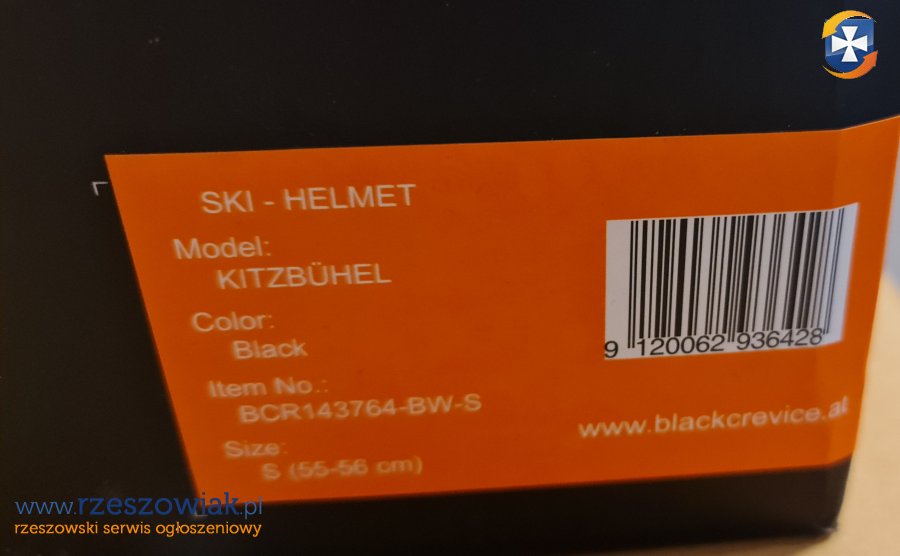 SKI - HELMET
Model:
KITZBÜHEL
Color:
Black
Item No.:
BCR143764-BW-S
Size:
S (55-56 cm)
9 120062 936428
www.blackcrevice.at
www.rzeszowiak.pl
rzeszowski serwis ogłoszeniowy